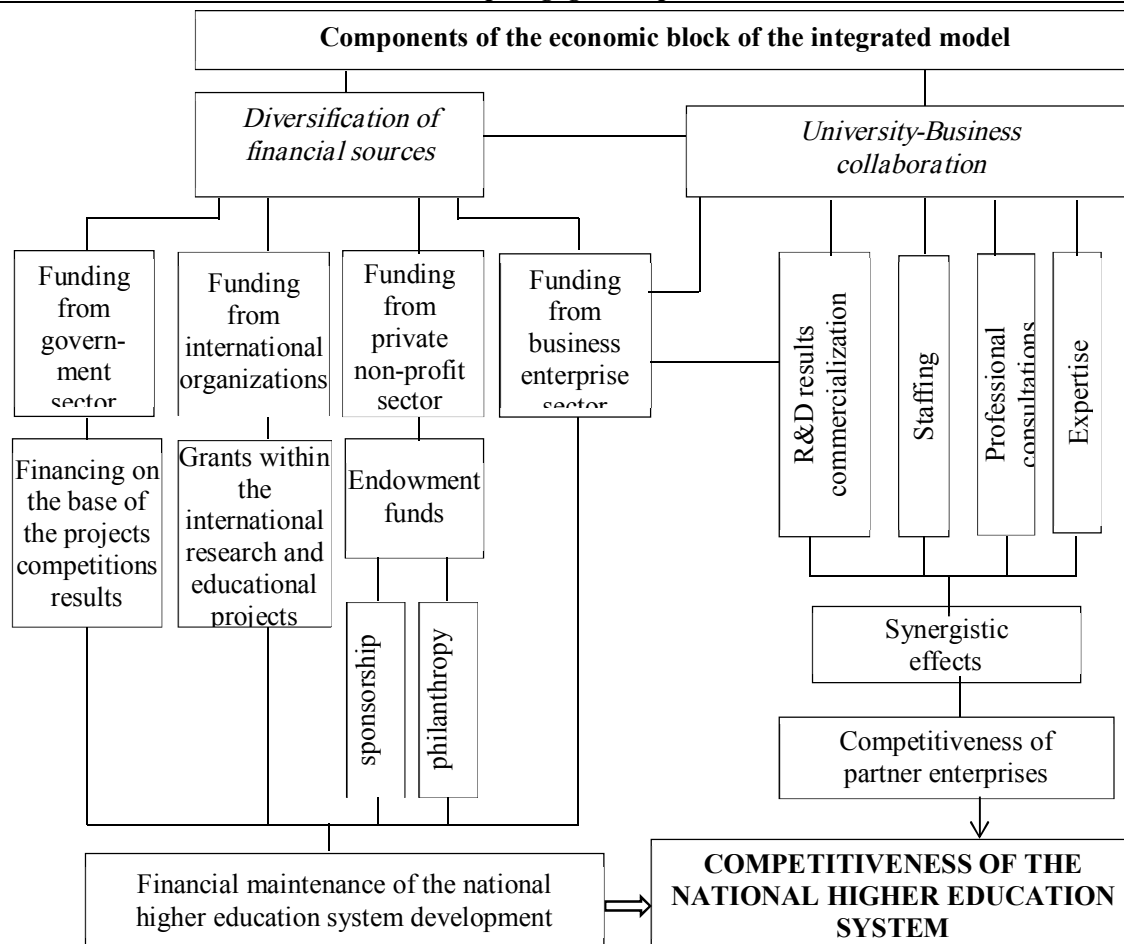 Components of the economic block of the integrated model
Diversification of
financial sources
University-Business
collaboration
Funding
from
govern-
ment
sector
Funding
from
international
organizations
Funding
from
private
non-profit
sector
Funding
from
business
enterprise
sector
R&D results
commercialization
Staffing
Professional
consultations
Expertise
Financing on
the base of
the projects
competitions
results
Grants within
the
international
research and
educational
projects
Endowment
funds
sponsorship
philanthropy
Synergistic
effects
Competitiveness of
partner enterprises
Financial maintenance of the national
higher education system development
COMPETITIVENESS OF THE
NATIONAL HIGHER EDUCATION
SYSTEM